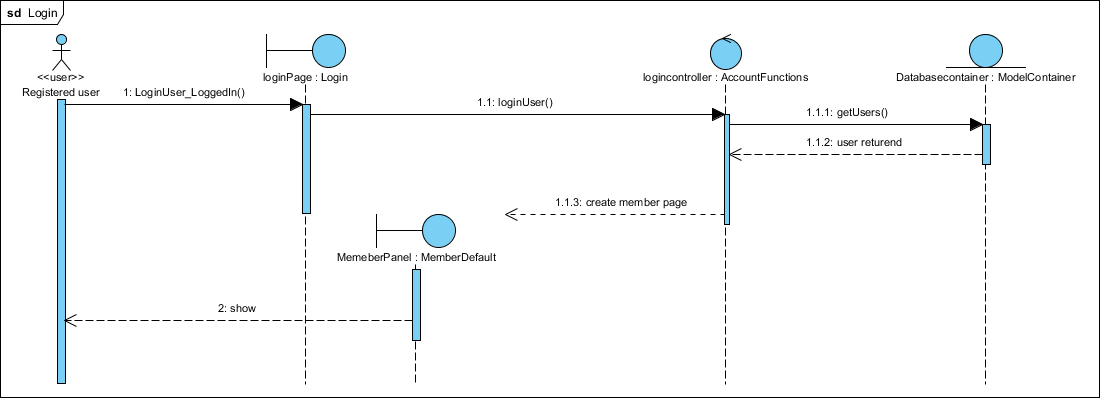 sd Login
<<user>>
Registered user
loginPage : Login
logincontroller : AccountFunctions
Databasecontainer : ModelContainer
1: LoginUser_LoggedIn()
1.1: loginUser()
1.1.1: getUsers()
1.1.2: user returend
1.1.3: create member page
MemeberPanel : MemberDefault
2: show